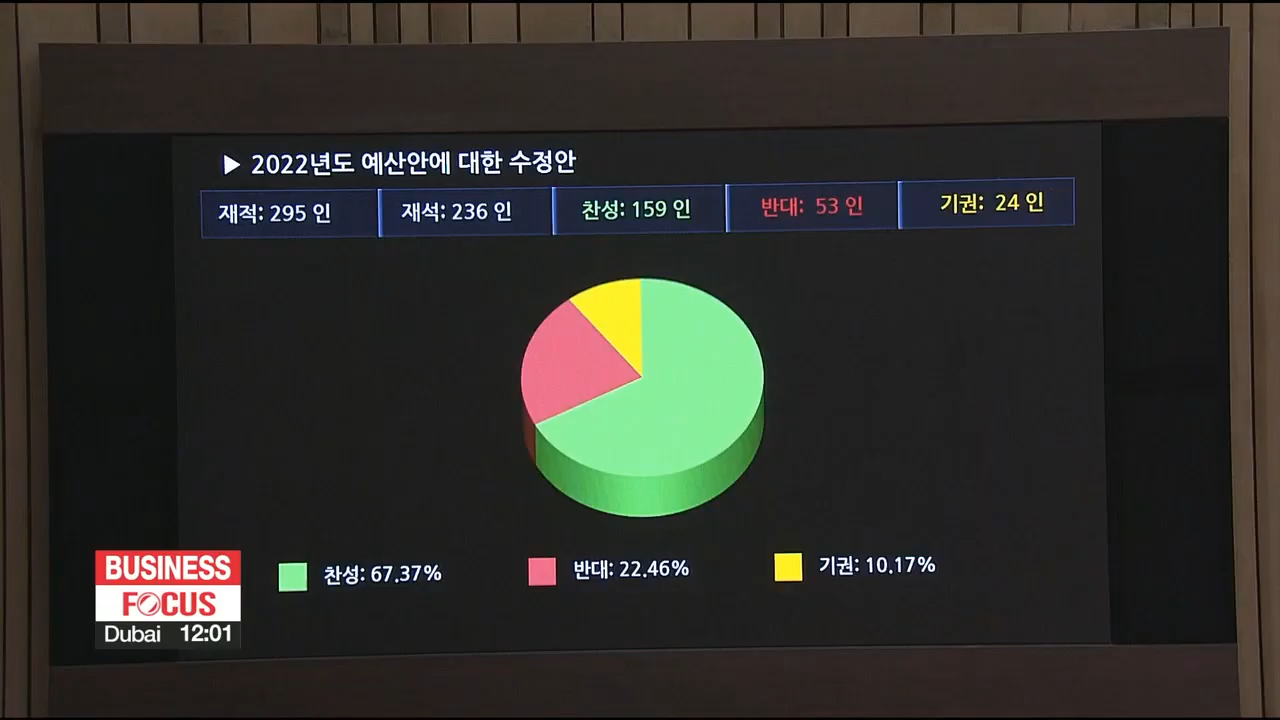 ▶ 2022년도 예산안에 대한 수정안
재적: 295 인 재석: 236 인 찬성: 159 인 반대: 53 인 기권: 24 인
찬성: 67.37% 반대: 22.46% 기권: 10.17%
BUSINESS
FOCUS
Dubai 12:01